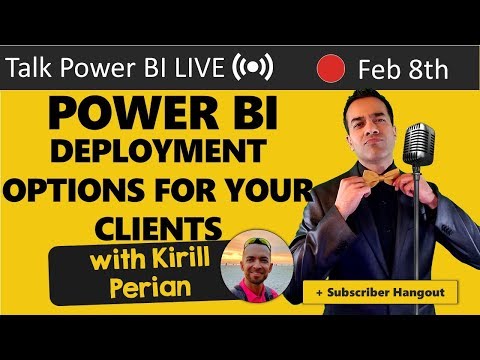 Talk Power BI LIVE
Feb 8th
POWER BI
DEPLOYMENT
OPTIONS FOR YOUR
CLIENTS
with Kirill
Perian
+ Subscriber Hangout